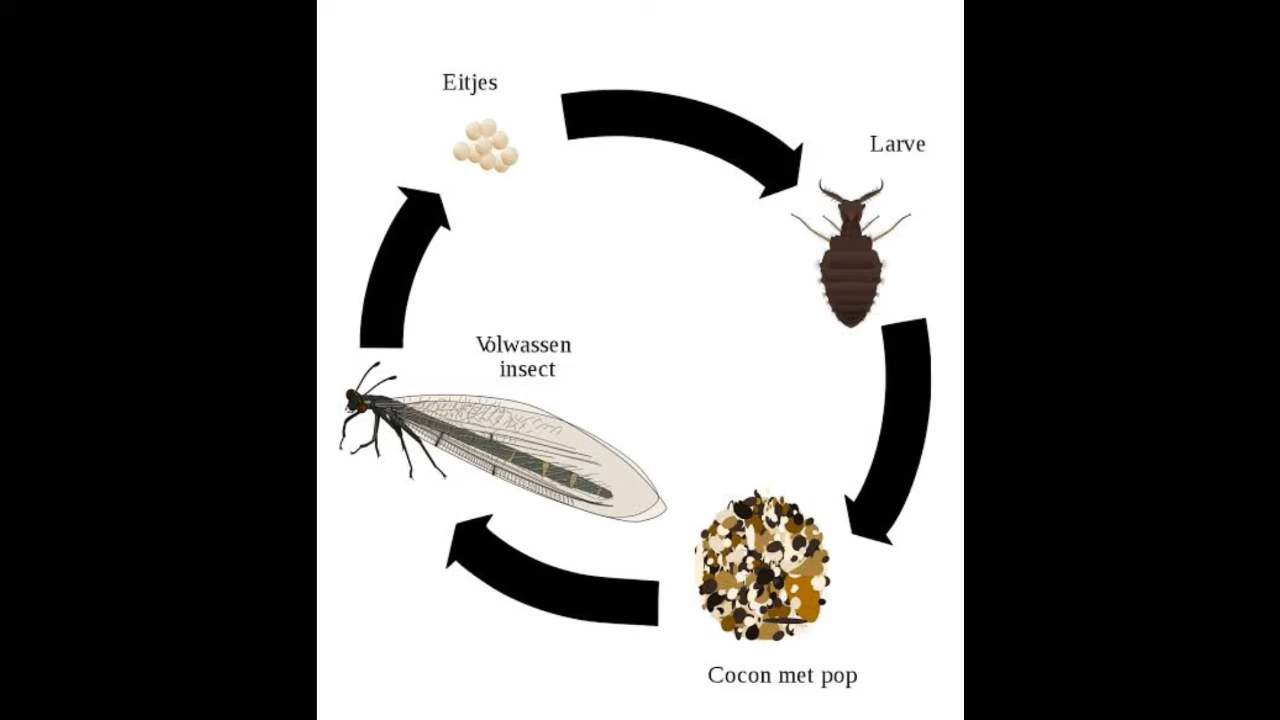 Eitjes
Larve
Volwassen
insect
Cocon met pop